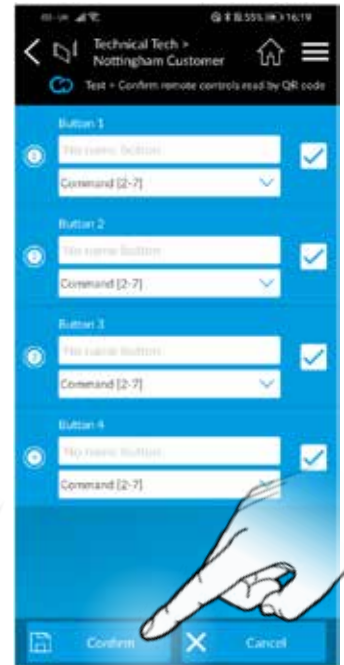 55% 16:19
Technical Tech >
Nottingham Customer
Test > Confirm remote controls read by QR code
Button 1
No name button
Command [2-7]
Button 2
No name button
Command [2-7]
Button 3
No name button
Command [2-7]
Button 4
No name button
Command [2-7]
Confirm
Cancel